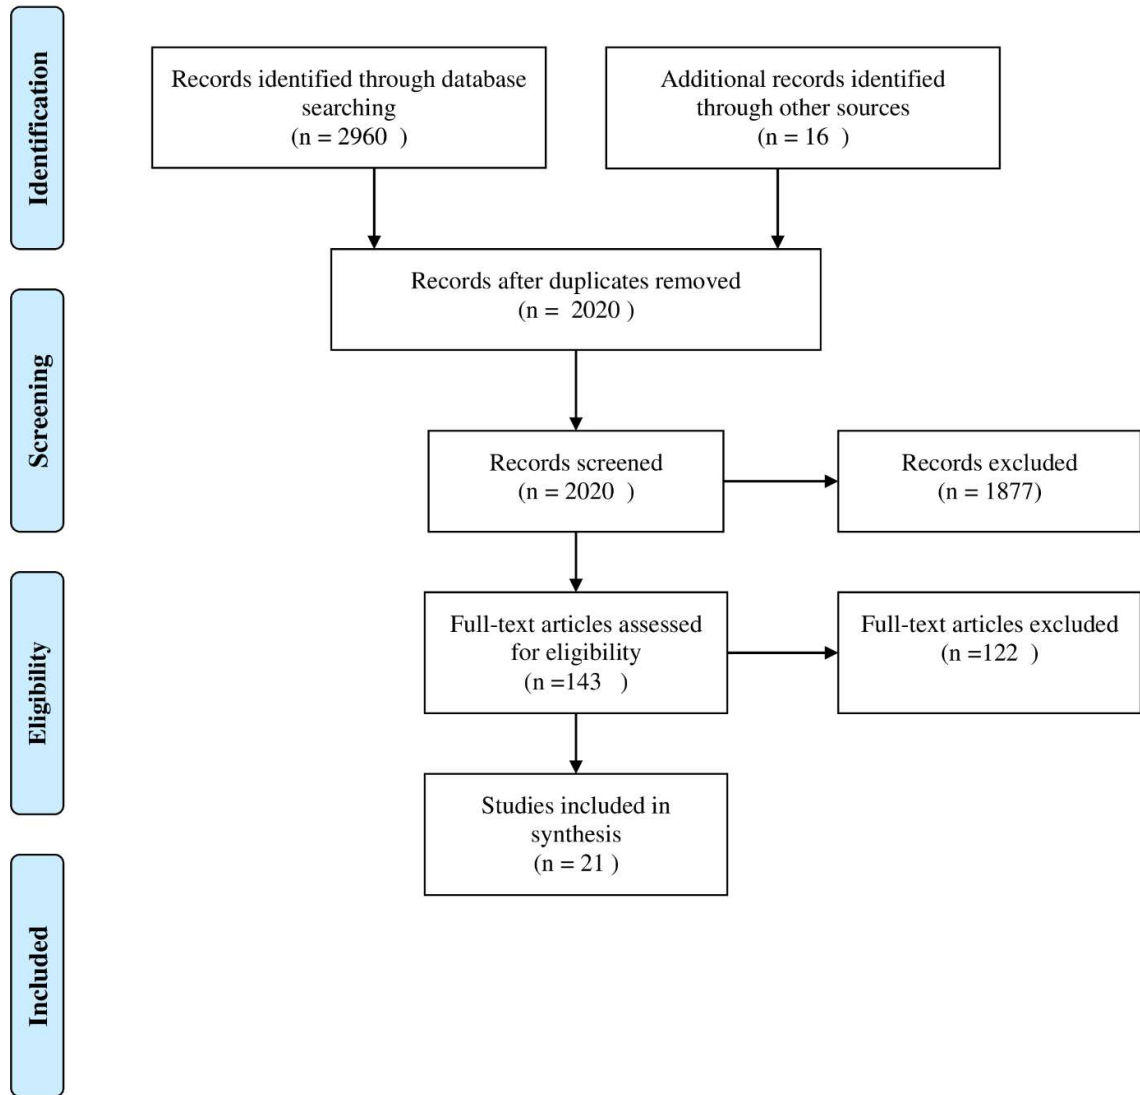 Identification
Records identified through database
searching
(n = 2960  )
Additional records identified
through other sources
(n = 16  )
Records after duplicates removed
(n =  2020 )
Screening
Records screened
(n = 2020  )
Records excluded
(n = 1877)
Eligibility
Full-text articles assessed
for eligibility
(n =143   )
Full-text articles excluded
(n =122  )
Studies included in
synthesis
(n = 21 )
Included